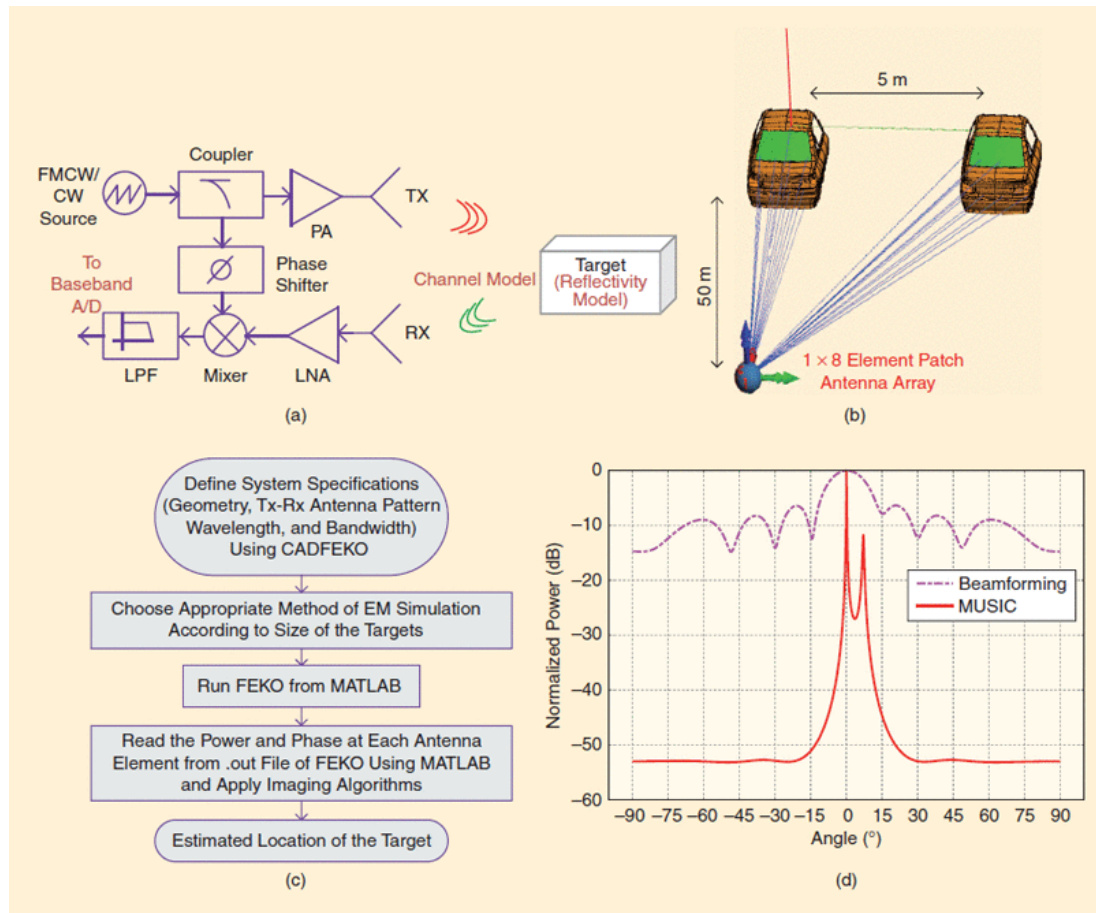 Coupler
FMCW/
CW
Source
PA
TX
To
Baseband
A/D
Phase
Shifter
Channel Model
Target
(Reflectivity
Model)
RX
LPF
Mixer
LNA
(a)
5 m
50 m
1 × 8 Element Patch
Antenna Array
(b)
Define System Specifications
(Geometry, Tx-Rx Antenna Pattern
Wavelength, and Bandwidth)
Using CADFEKO
Choose Appropriate Method of EM Simulation
According to Size of the Targets
Run FEKO from MATLAB
Read the Power and Phase at Each Antenna
Element from .out File of FEKO Using MATLAB
and Apply Imaging Algorithms
Estimated Location of the Target
(c)
Normalized Power (dB)
0
−10
−20
−30
−40
−50
−60
Beamforming
MUSIC
−90 −75 −60 −45 −30 −15 0 15 30 45 60 75 90
Angle (°)
(d)